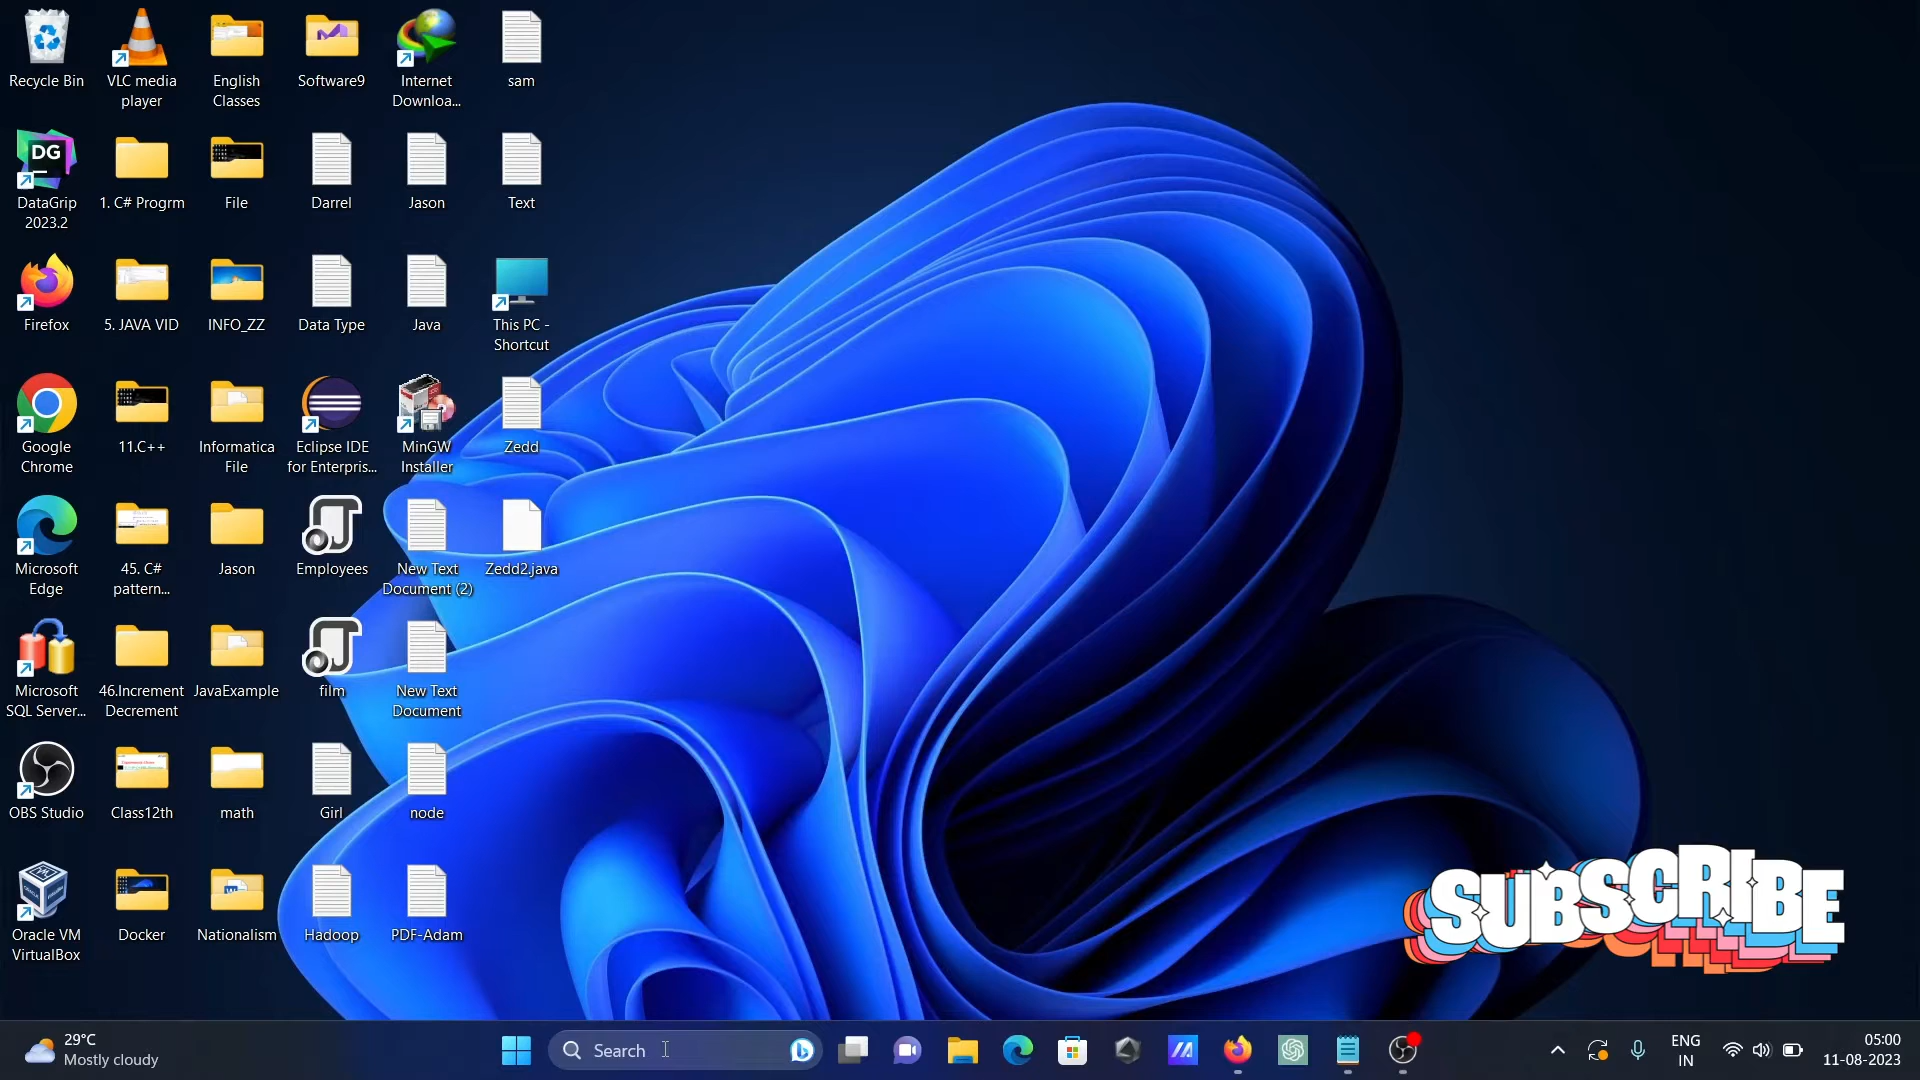 Recycle Bin
VLC media
player
English
Classes
Software9
Internet
Downloa...
sam
DG
DataGrip
2023.2
1. C# Progrm
File
Darrel
Jason
Text
Firefox
5. JAVA VID
INFO_ZZ
Data Type
Java
This PC -
Shortcut
Google
Chrome
11.C++
Informatica
File
Eclipse IDE
for Enterpris...
MinGW
Installer
Zedd
Microsoft
Edge
45. C#
pattern...
Jason
Employees
New Text
Document (2)
Zedd2.java
Microsoft
SQL Server...
46.Increment
Decrement
JavaExample
film
New Text
Document
OBS Studio
Class12th
math
Girl
node
Oracle VM
VirtualBox
Docker
Nationalism
Hadoop
PDF-Adam
SUBSCRIBE
29°C
Mostly cloudy
Search
ENG
IN
05:00
11-08-2023